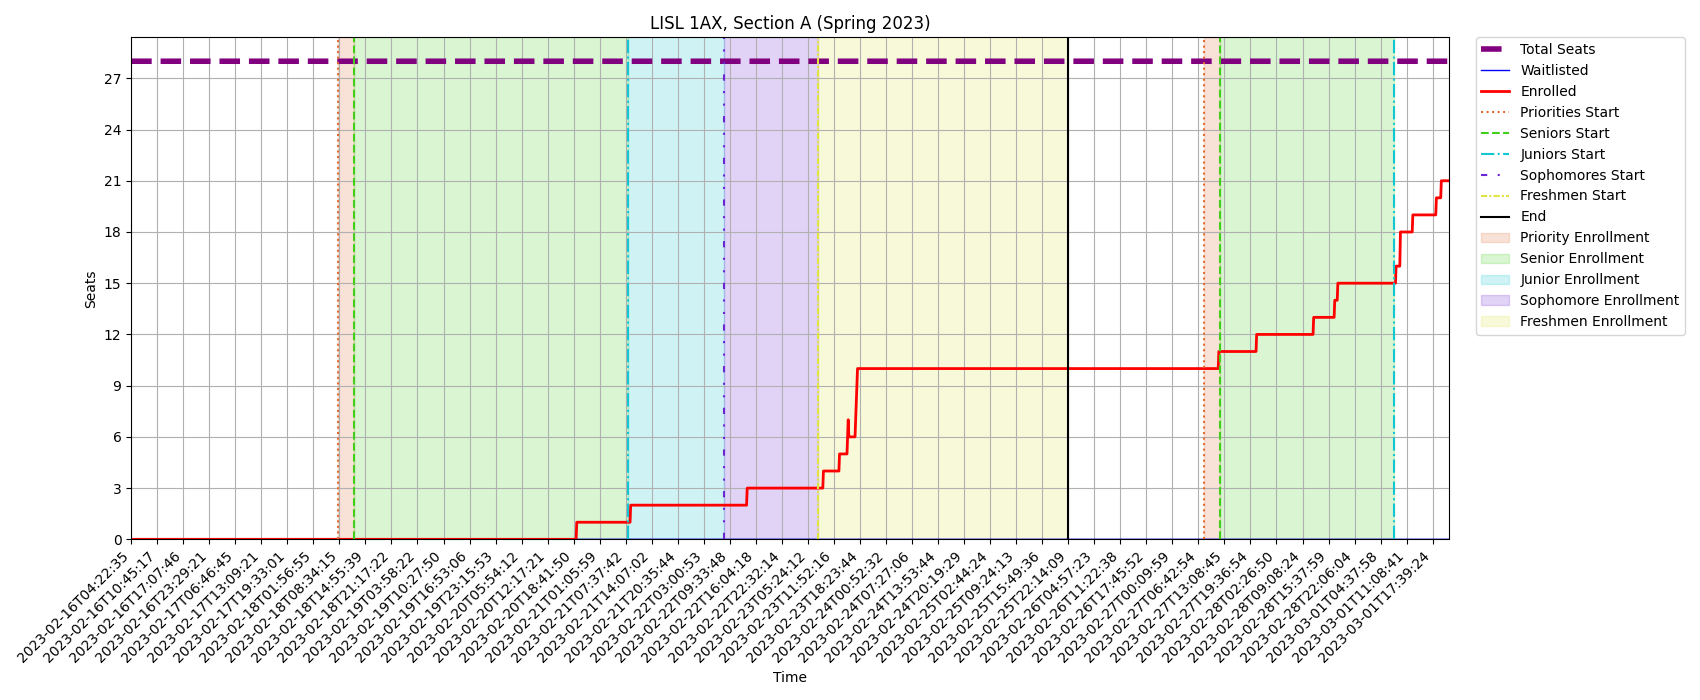 LISL 1AX, Section A (Spring 2023)
Total Seats
Waitlisted
Enrolled
Priorities Start
Seniors Start
Juniors Start
Sophomores Start
Freshmen Start
End
Priority Enrollment
Senior Enrollment
Junior Enrollment
Sophomore Enrollment
Freshmen Enrollment
Seats
27
24
21
18
15
12
9
6
3
0
2023-02-16T04:22:35
2023-02-16T10:45:17
2023-02-16T17:07:46
2023-02-16T23:29:21
2023-02-17T06:46:45
2023-02-17T13:09:21
2023-02-17T19:33:01
2023-02-18T01:56:55
2023-02-18T08:34:15
2023-02-18T14:55:39
2023-02-18T21:17:22
2023-02-19T03:58:22
2023-02-19T10:27:50
2023-02-19T16:53:06
2023-02-19T23:15:53
2023-02-20T05:54:12
2023-02-20T12:17:21
2023-02-20T18:41:50
2023-02-21T01:05:59
2023-02-21T07:37:42
2023-02-21T14:07:02
2023-02-21T20:35:44
2023-02-22T03:00:53
2023-02-22T09:33:48
2023-02-22T16:04:18
2023-02-22T22:32:14
2023-02-23T05:24:12
2023-02-23T11:52:16
2023-02-23T18:23:44
2023-02-24T00:52:32
2023-02-24T07:27:06
2023-02-24T13:53:44
2023-02-24T20:19:29
2023-02-25T02:44:24
2023-02-25T09:24:13
2023-02-25T15:49:36
2023-02-25T22:14:09
2023-02-26T04:57:23
2023-02-26T11:22:38
2023-02-26T17:45:52
2023-02-27T00:09:59
2023-02-27T06:42:54
2023-02-27T13:08:45
2023-02-27T19:36:54
2023-02-28T02:26:50
2023-02-28T09:08:24
2023-02-28T15:37:59
2023-02-28T22:06:04
2023-03-01T04:37:58
2023-03-01T11:08:41
2023-03-01T17:39:24
Time